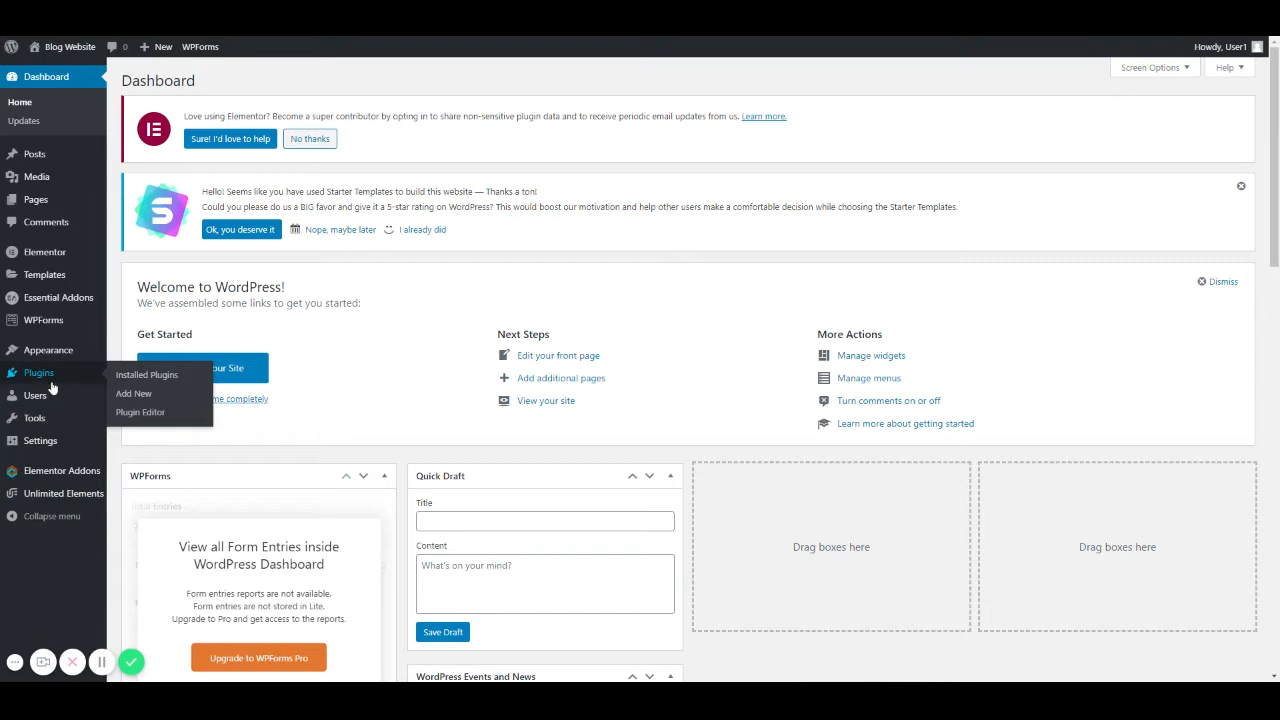 Blog Website
0
New
WPForms
Howdy, User1
Dashboard
Home
Updates
Posts
Media
Pages
Comments
Elementor
Templates
Essential Addons
WPForms
Appearance
Plugins
Users
Tools
Settings
Elementor Addons
Unlimited Elements
Collapse menu
Installed Plugins
Add New
Plugin Editor
Dashboard
Screen Options
Help
Love using Elementor? Become a super contributor by opting in to share non-sensitive plugin data and to receive periodic email updates from us. Learn more.
Sure! I'd love to help
No thanks
Hello! Seems like you have used Starter Templates to build this website — Thanks a ton!
Could you please do us a BIG favor and give it a 5-star rating on WordPress? This would boost our motivation and help other users make a comfortable decision while choosing the Starter Templates.
Ok, you deserve it
Nope, maybe later
I already did
Welcome to WordPress!
We've assembled some links to get you started:
Dismiss
Get Started
Site
completely
Next Steps
Edit your front page
Add additional pages
View your site
More Actions
Manage widgets
Manage menus
Turn comments on or off
Learn more about getting started
WPForms
Entries
View all Form Entries inside
WordPress Dashboard
Form entries reports are not available.
Form entries are not stored in Lite.
Upgrade to Pro and get access to the reports.
Upgrade to WPForms Pro
Quick Draft
Title
Content
What's on your mind?
Save Draft
WordPress Events and News
Drag boxes here
Drag boxes here